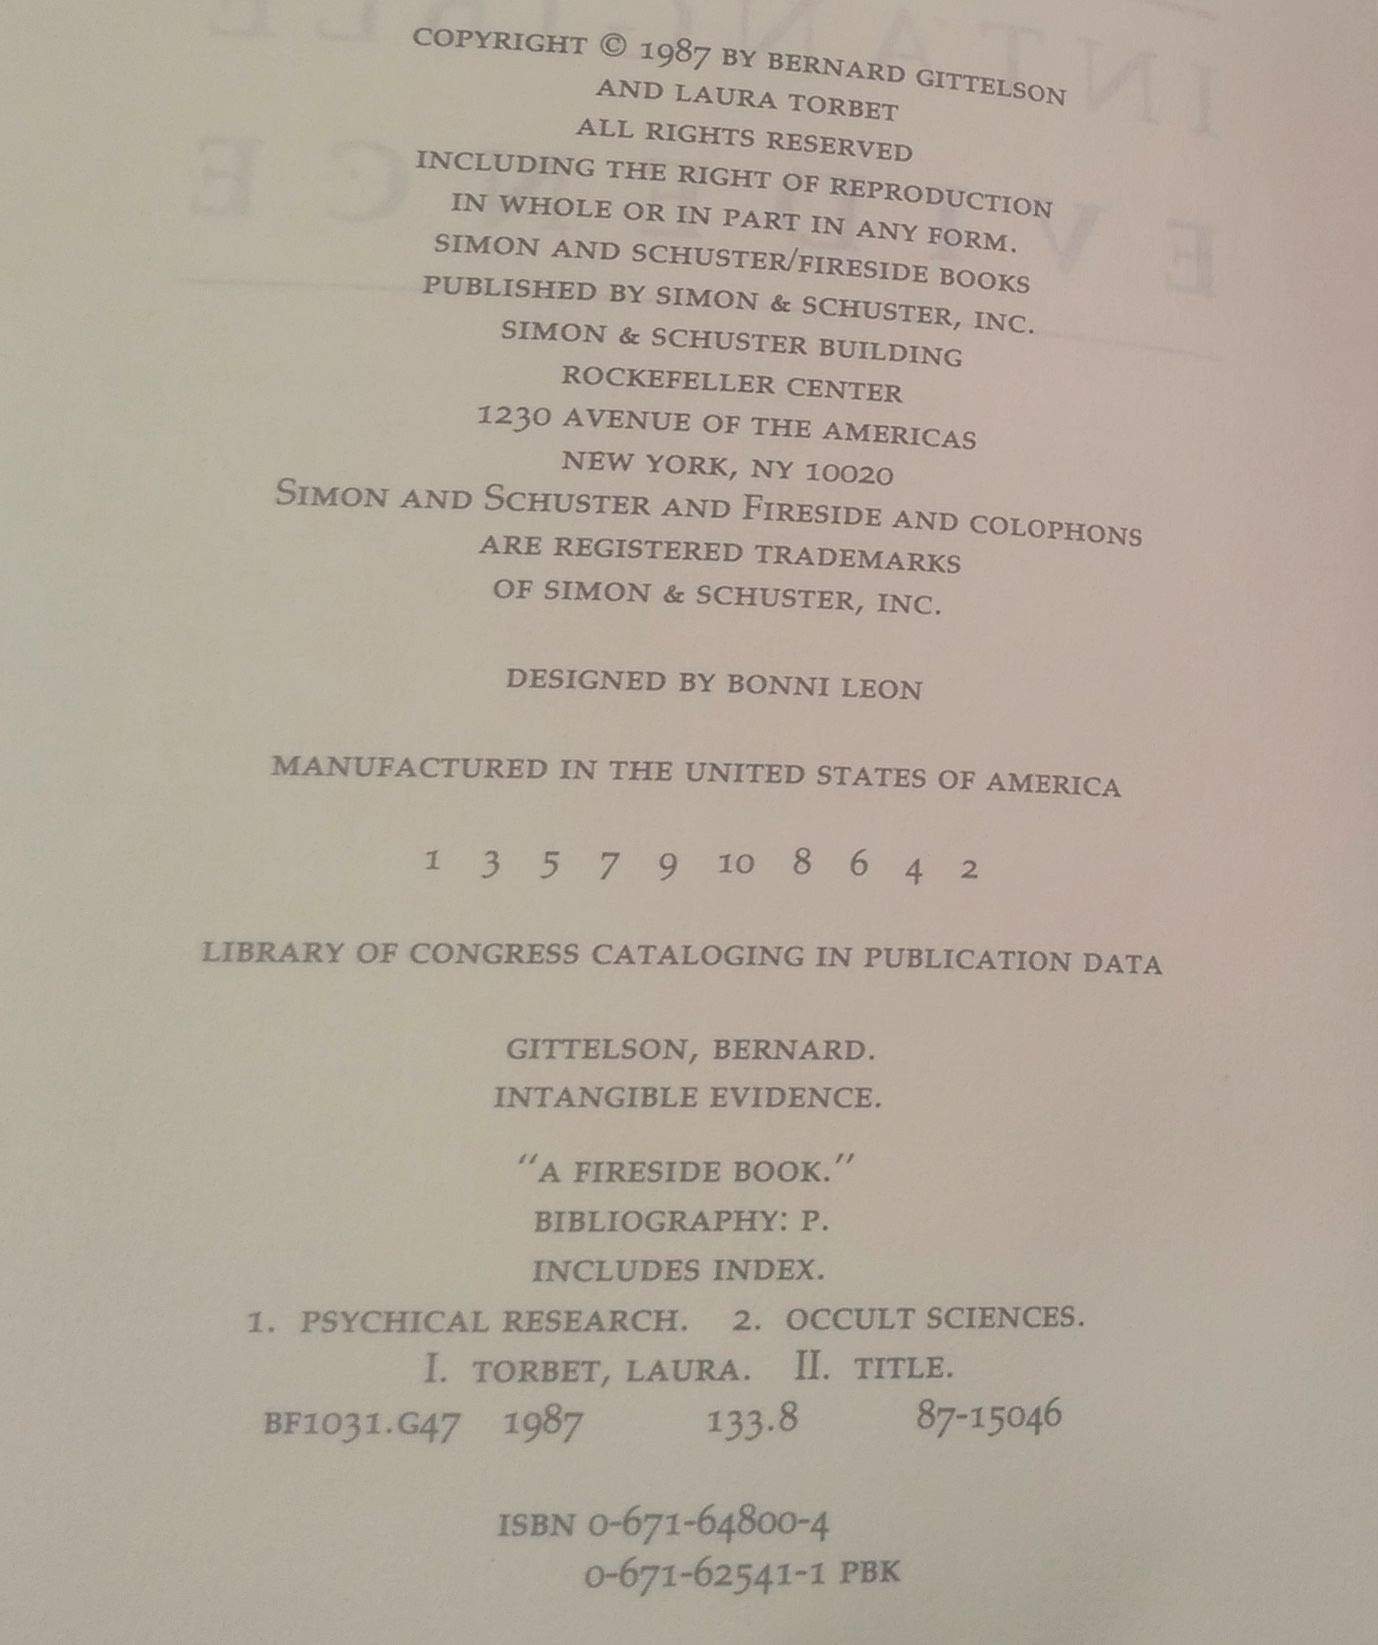 COPYRIGHT © 1987 BY BERNARD GITTELSON
AND LAURA TORBET
ALL RIGHTS RESERVED
INCLUDING THE RIGHT OF REPRODUCTION
IN WHOLE OR IN PART IN ANY FORM.
SIMON AND SCHUSTER/FIRESIDE BOOKS
PUBLISHED BY SIMON & SCHUSTER, INC.
SIMON & SCHUSTER BUILDING
ROCKEFELLER CENTER
1230 AVENUE OF THE AMERICAS
NEW YORK, NY 10020
SIMON AND SCHUSTER AND FIRESIDE AND COLOPHONS
ARE REGISTERED TRADEMARKS
OF SIMON & SCHUSTER, INC.
DESIGNED BY BONNI LEON
MANUFACTURED IN THE UNITED STATES OF AMERICA
1 3 5 7 9 10 8 6 4 2
LIBRARY OF CONGRESS CATALOGING IN PUBLICATION DATA
GITTELSON, BERNARD.
INTANGIBLE EVIDENCE.
"A FIRESIDE BOOK."
BIBLIOGRAPHY: P.
INCLUDES INDEX.
1. PSYCHICAL RESEARCH. 2. OCCULT SCIENCES.
I. TORBET, LAURA. II. TITLE.
BF1031.G47 1987 133.8 87-15046
ISBN 0-671-64800-4
0-671-62541-1 PBK